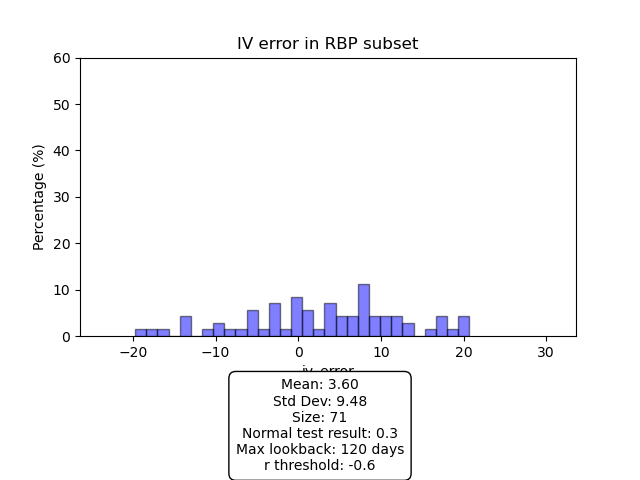 IV error in RBP subset
60
50
40
30
20
10
0
Percentage (%)
−20
−10
0
10
20
30
iv_error
Mean: 3.60
Std Dev: 9.48
Size: 71
Normal test result: 0.3
Max lookback: 120 days
r threshold: -0.6